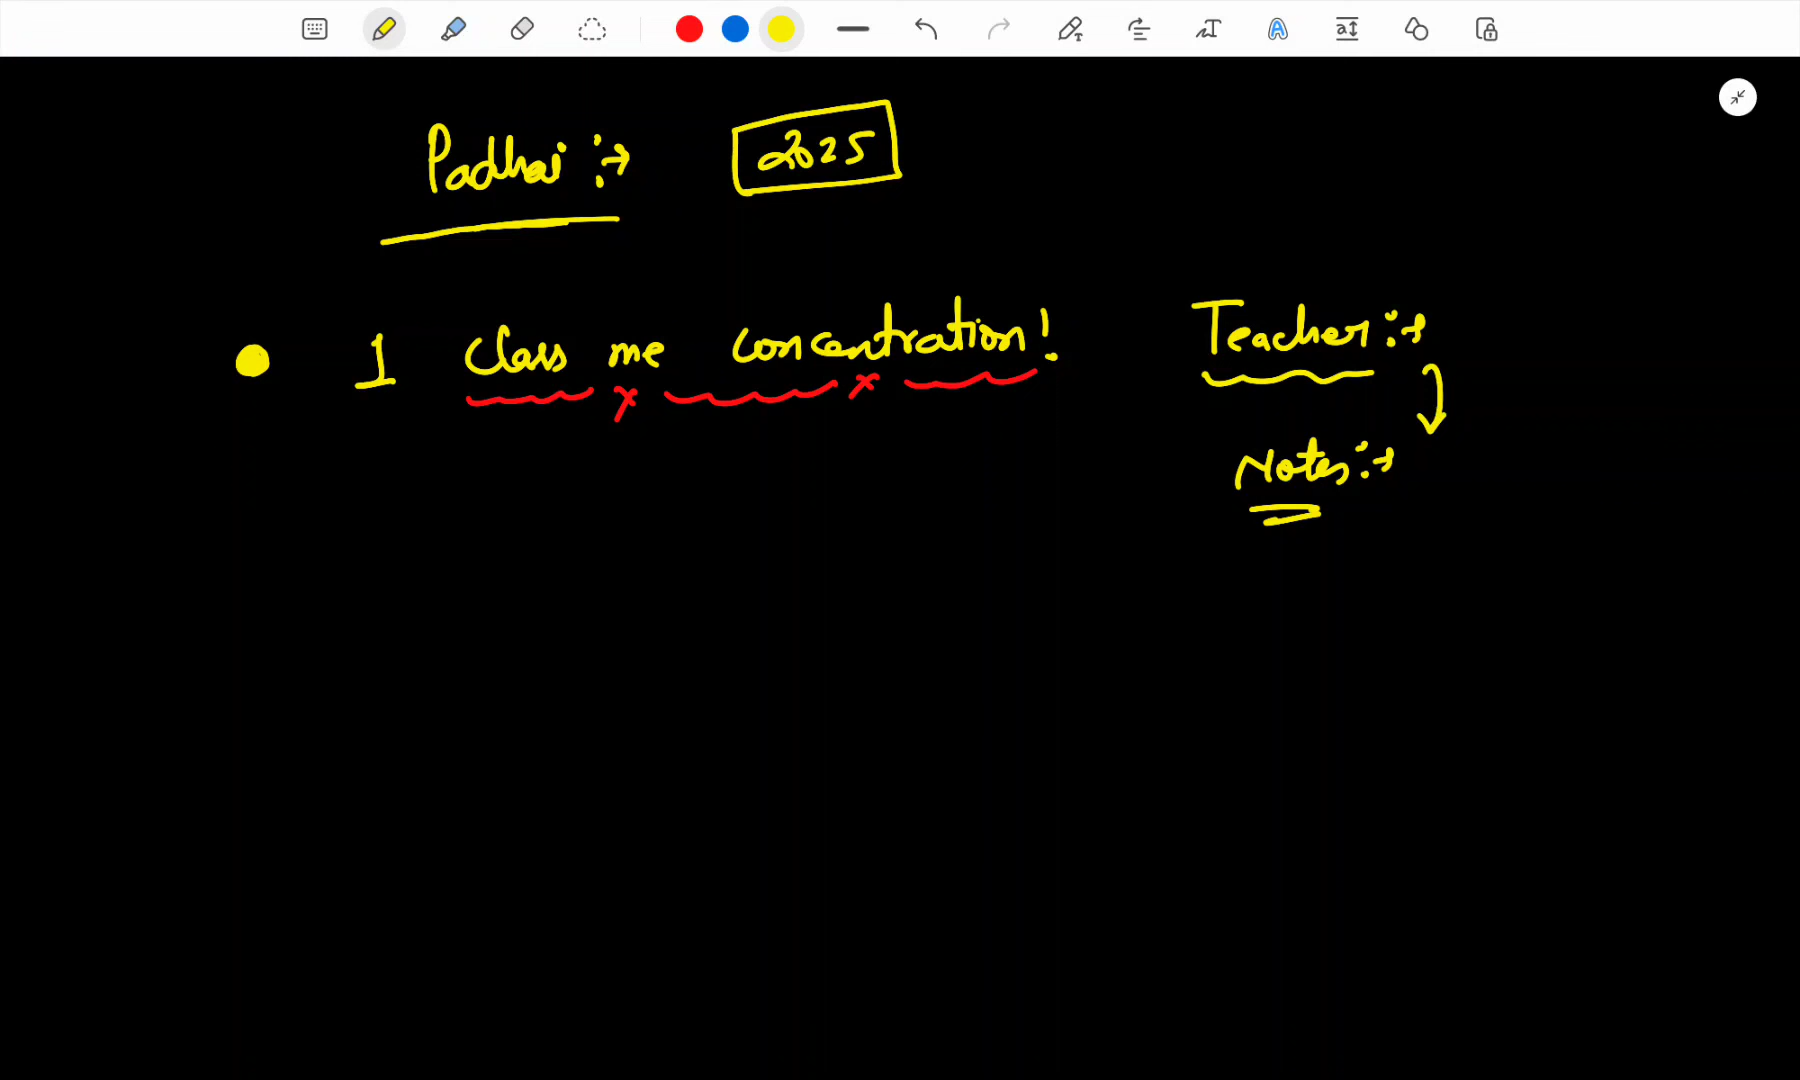 Padhai :→ 2025
1 Class me concentration! Teacher :→
Notes :→